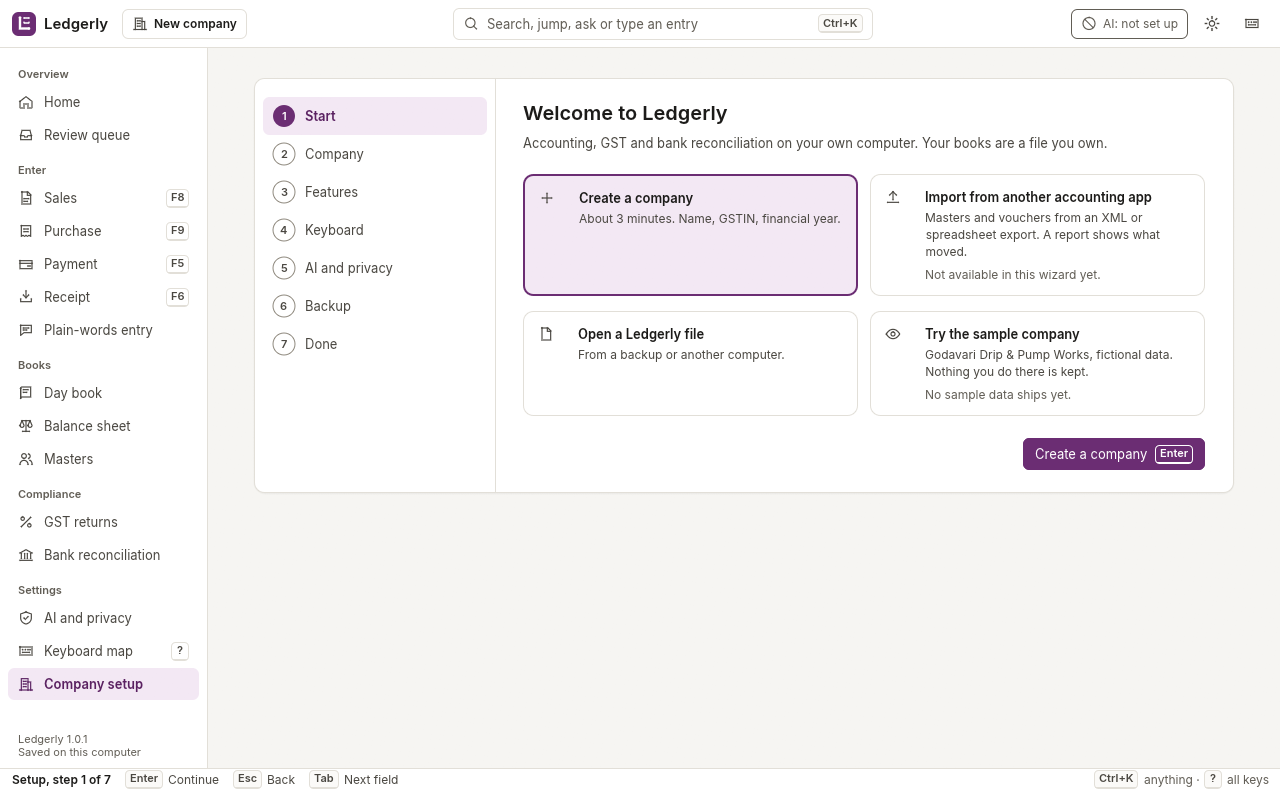 Ledgerly
New company
Search, jump, ask or type an entry
Ctrl+K
AI: not set up
Overview
Home
Review queue
Enter
Sales F8
Purchase F9
Payment F5
Receipt F6
Plain-words entry
Books
Day book
Balance sheet
Masters
Compliance
GST returns
Bank reconciliation
Settings
AI and privacy
Keyboard map ?
Company setup
Ledgerly 1.0.1
Saved on this computer
1 Start
2 Company
3 Features
4 Keyboard
5 AI and privacy
6 Backup
7 Done
Welcome to Ledgerly
Accounting, GST and bank reconciliation on your own computer. Your books are a file you own.
Create a company
About 3 minutes. Name, GSTIN, financial year.
Import from another accounting app
Masters and vouchers from an XML or
spreadsheet export. A report shows what
moved.
Not available in this wizard yet.
Open a Ledgerly file
From a backup or another computer.
Try the sample company
Godavari Drip & Pump Works, fictional data.
Nothing you do there is kept.
No sample data ships yet.
Create a company Enter
Setup, step 1 of 7 Enter Continue Esc Back Tab Next field
Ctrl+K anything · ? all keys